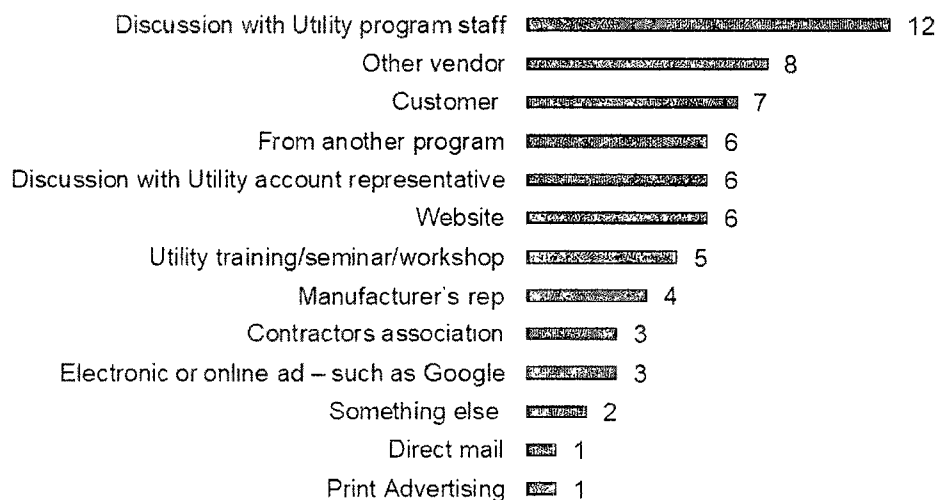 Discussion with Utility program staff 12
Other vendor 8
Customer 7
From another program 6
Discussion with Utility account representative 6
Website 6
Utility training/seminar/workshop 5
Manufacturer's rep 4
Contractors association 3
Electronic or online ad – such as Google 3
Something else 2
Direct mail 1
Print Advertising 1